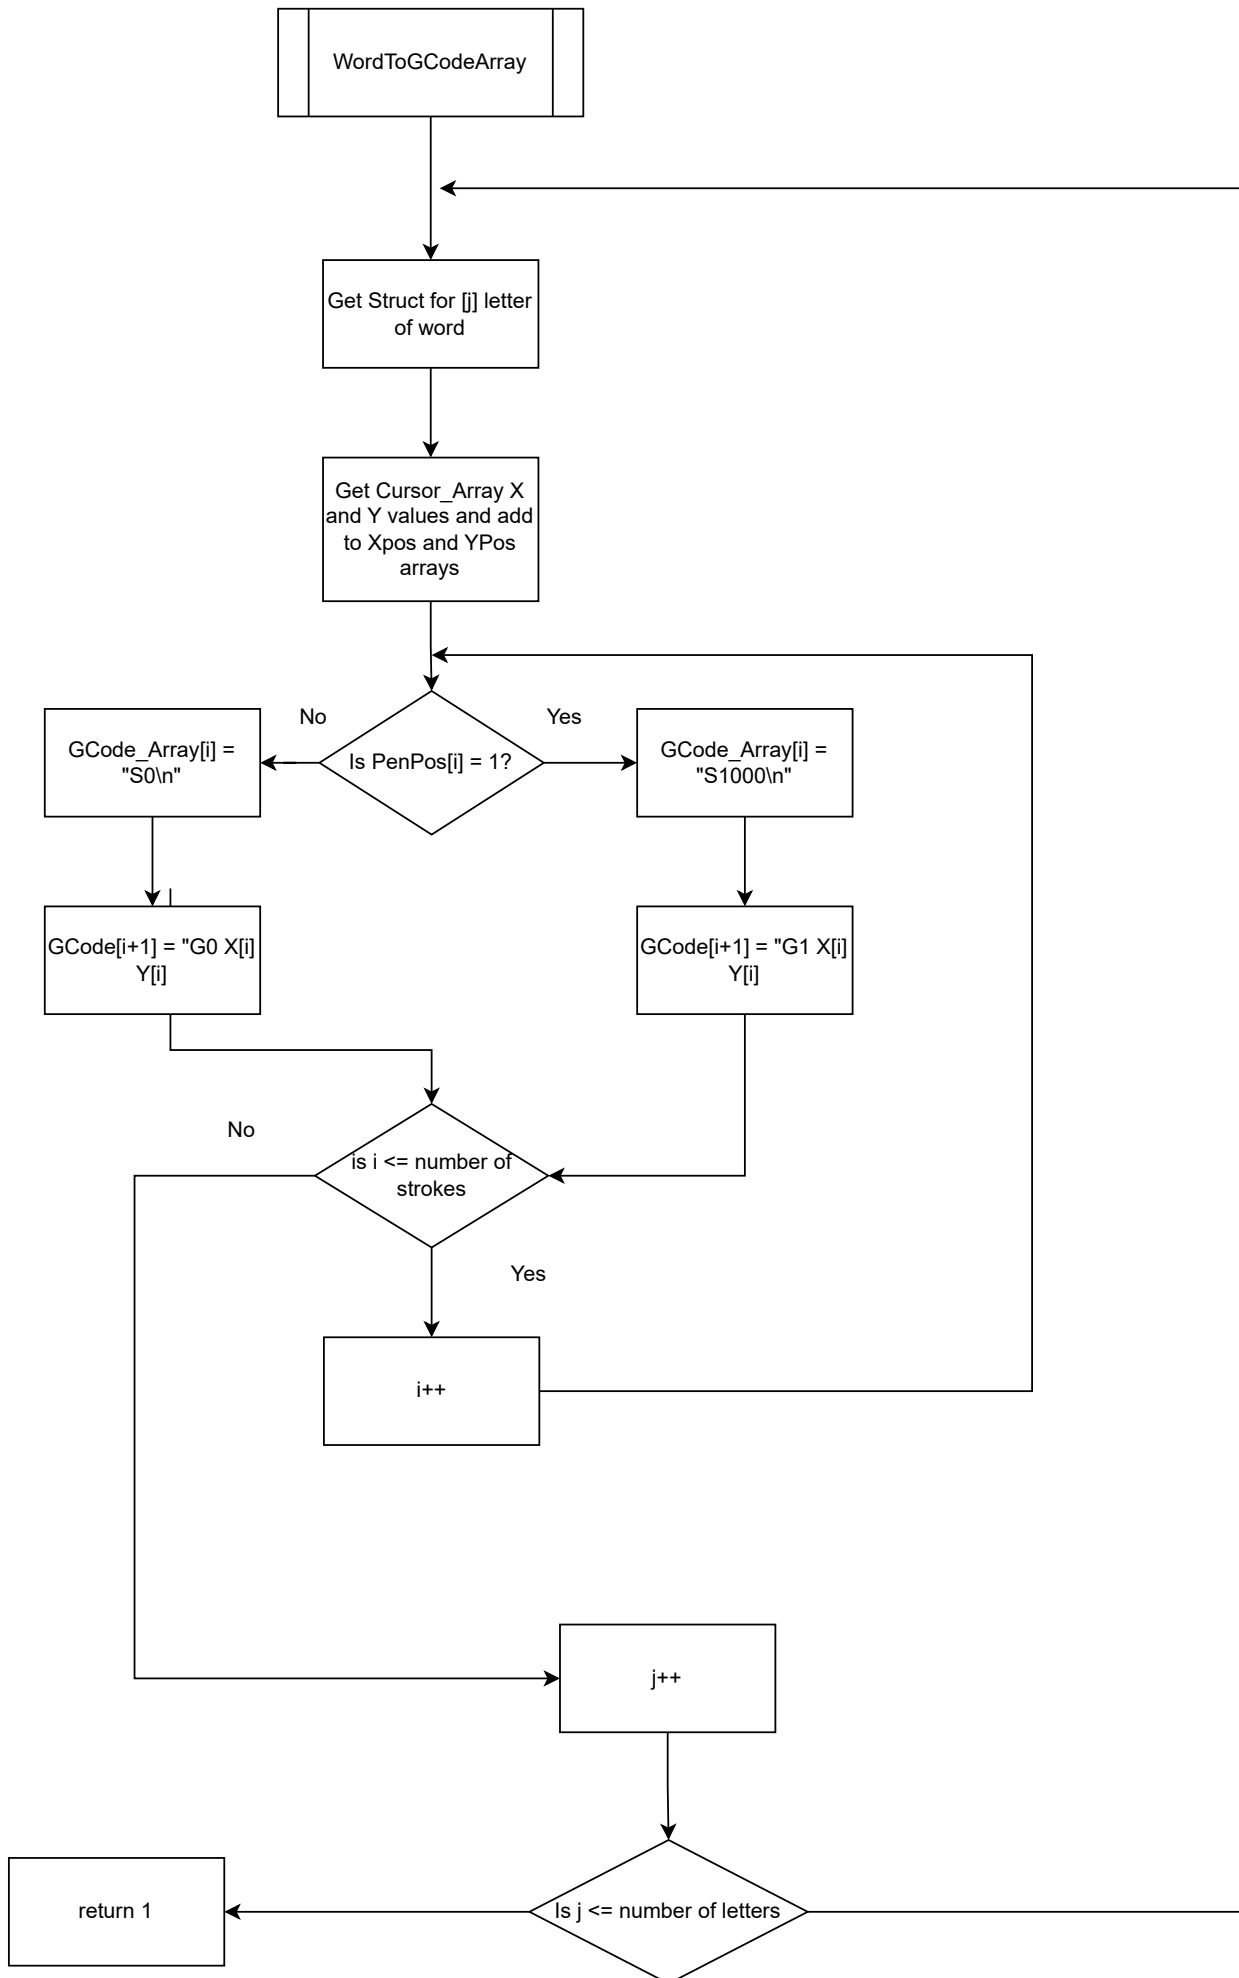 WordToGCodeArray
Get Struct for [j] letter
of word
Get Cursor_Array X
and Y values and add
to Xpos and YPos
arrays
No
Yes
GCode_Array[i] =
"S0\n"
Is PenPos[i] = 1?
GCode_Array[i] =
"S1000\n"
GCode[i+1] = "G0 X[i]
Y[i]
GCode[i+1] = "G1 X[i]
Y[i]
No
is i <= number of
strokes
Yes
i++
j++
return 1
Is j <= number of letters